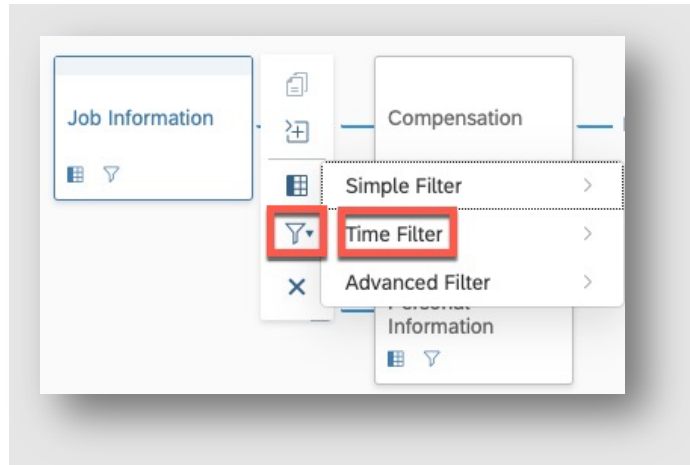 Job Information
Compensation
Simple Filter
Time Filter
Advanced Filter
Personal
Information